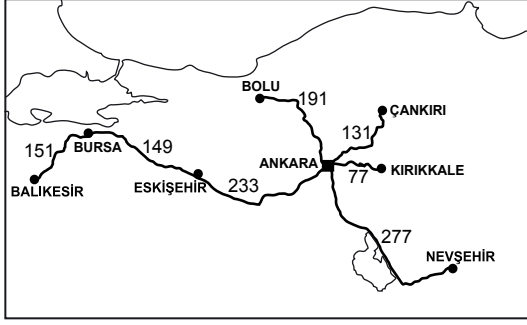 BOLU
191
ÇANKIRI
131
151
BURSA
149
ANKARA
77
KIRIKKALE
BALIKESİR
ESKİŞEHİR
233
277
NEVŞEHİR